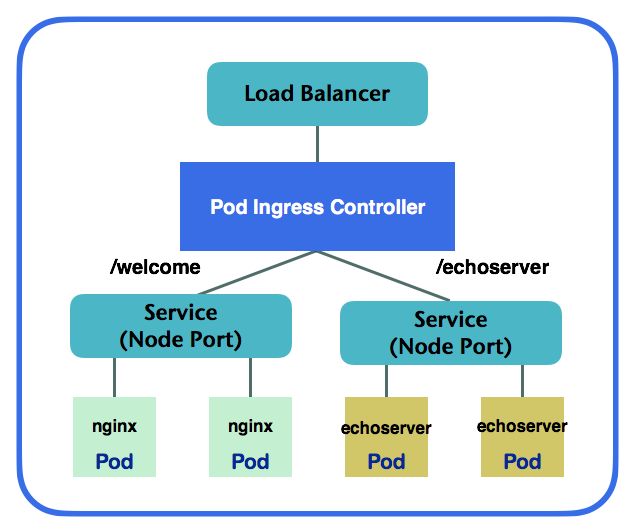 Load Balancer
Pod Ingress Controller
/welcome
/echoserver
Service
(Node Port)
Service
(Node Port)
nginx
Pod
nginx
Pod
echoserver
Pod
echoserver
Pod